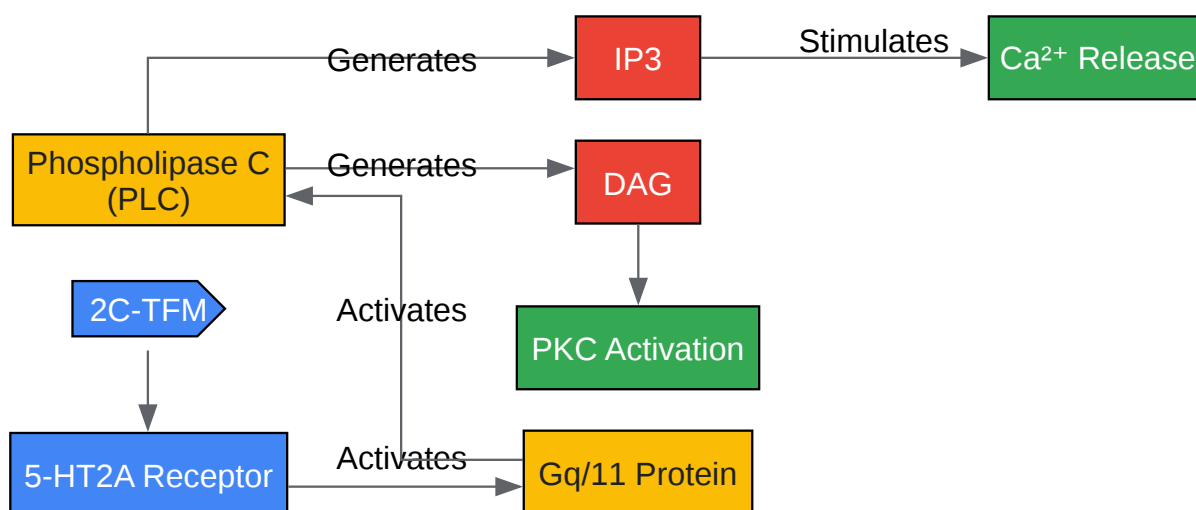 Generates
IP3
Stimulates
Ca²⁺ Release
Phospholipase C
(PLC)
Generates
DAG
2C-TFM
Activates
PKC Activation
5-HT2A Receptor
Activates
Gq/11 Protein